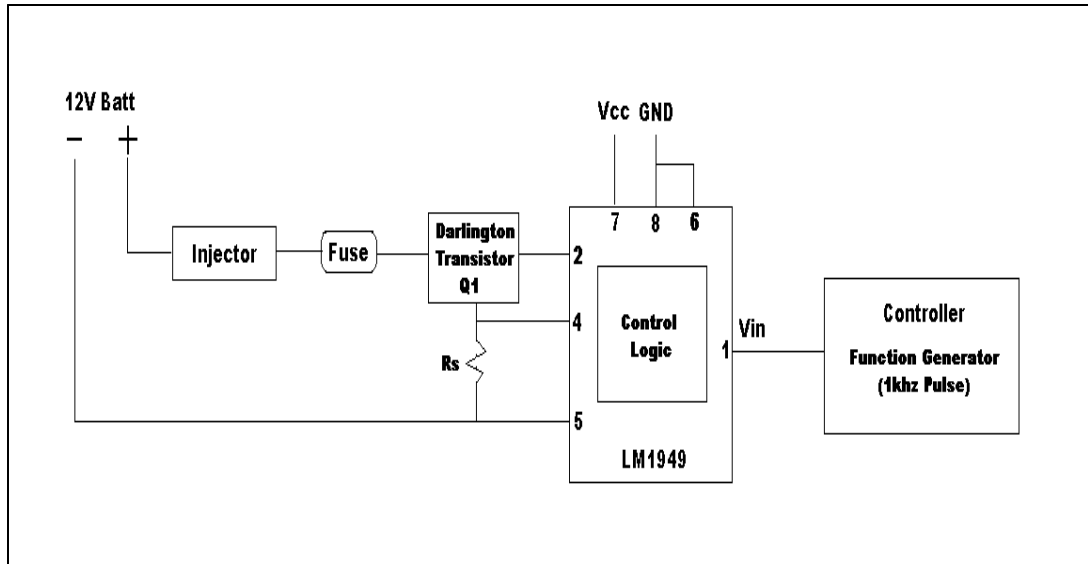 12V Batt
− +
Vcc GND
7 8 6
Injector
Fuse
Darlington
Transistor
Q1
2
4
5
Rs
Control
Logic
1
LM1949
Vin
Controller
Function Generator
(1khz Pulse)